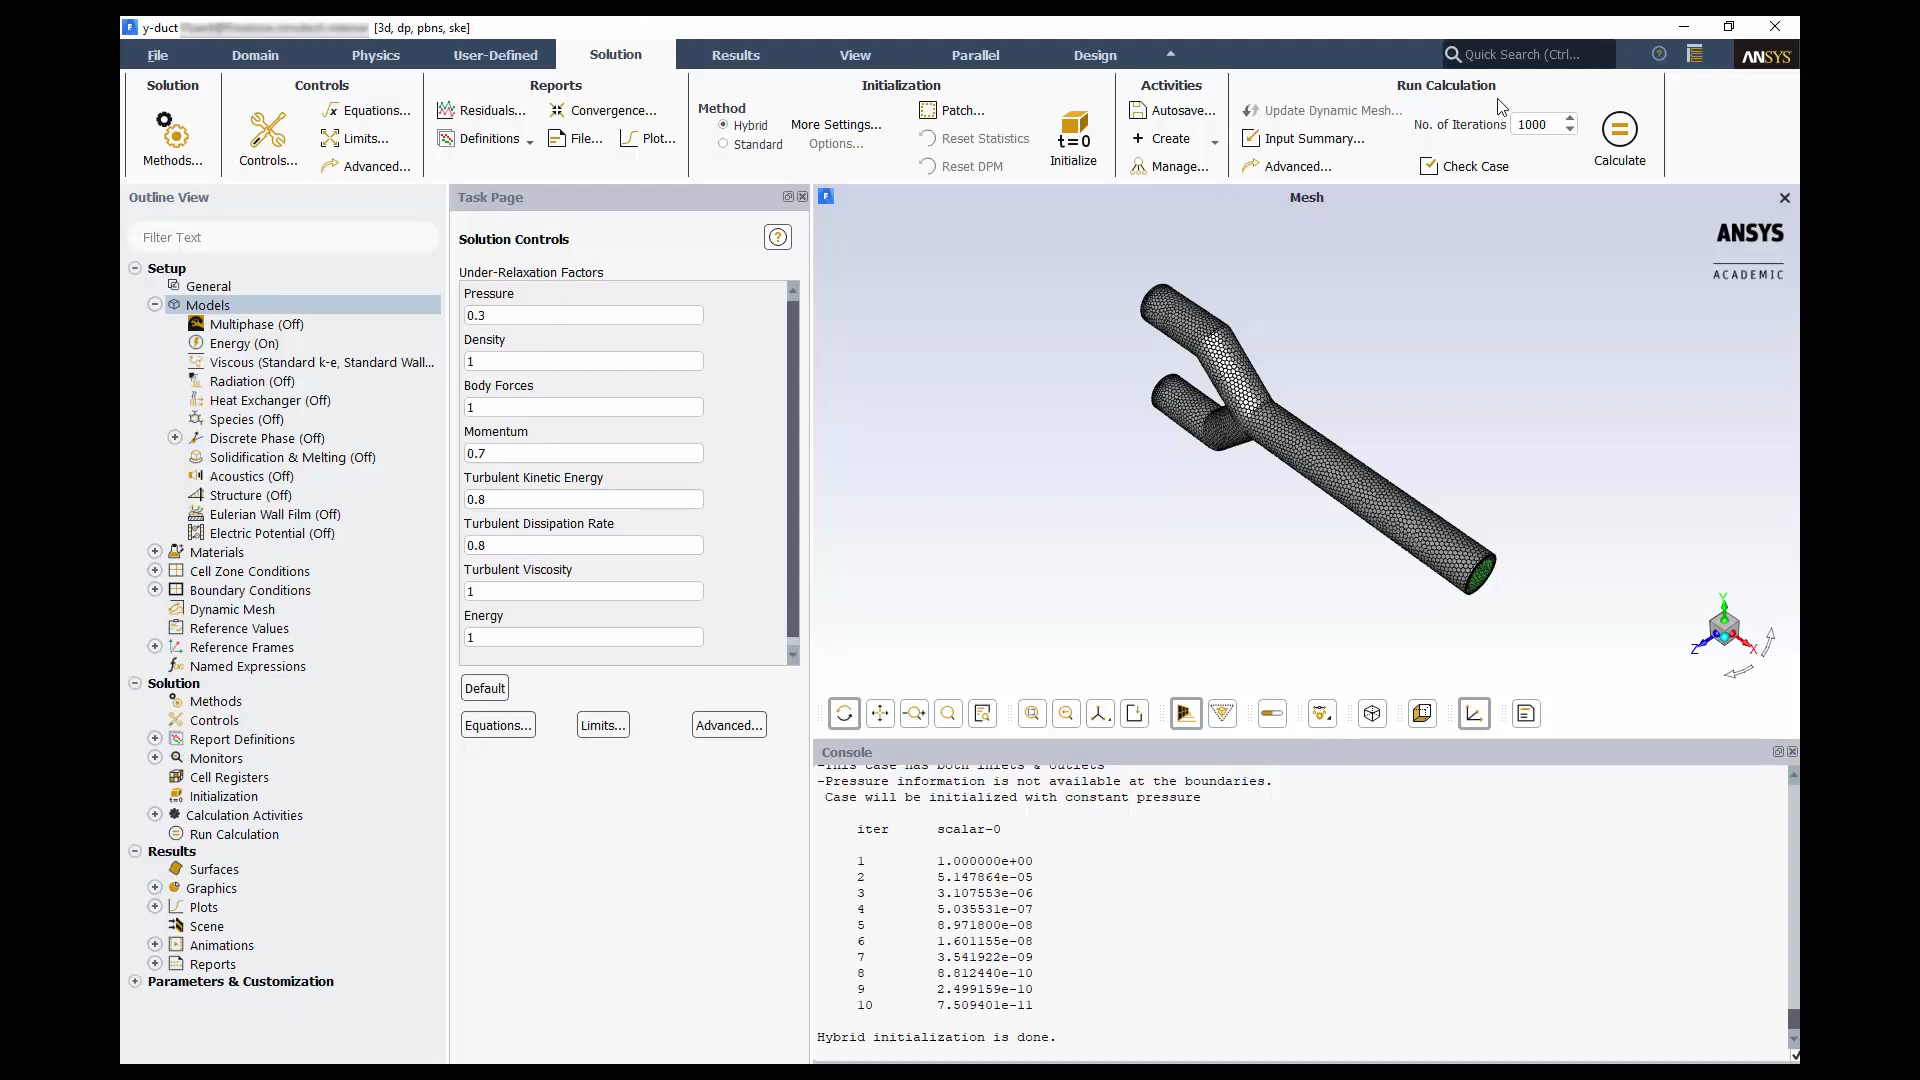 y-duct [3d, dp, pbns, ske]
File Domain Physics User-Defined Solution Results View Parallel Design Quick Search (Ctrl... ANSYS
Solution
Methods...
Controls
Controls...
Equations...
Limits...
Advanced...
Reports
Residuals... Convergence...
Definitions File... Plot...
Initialization
Method
Hybrid
Standard
More Settings...
Options...
Patch...
Reset Statistics
Reset DPM
t=0
Initialize
Activities
Autosave...
Create
Manage...
Run Calculation
Update Dynamic Mesh...
Input Summary...
Advanced...
No. of Iterations 1000
Check Case
Calculate
Outline View
Filter Text
Setup
General
Models
Multiphase (Off)
Energy (On)
Viscous (Standard k-e, Standard Wall...
Radiation (Off)
Heat Exchanger (Off)
Species (Off)
Discrete Phase (Off)
Solidification & Melting (Off)
Acoustics (Off)
Structure (Off)
Eulerian Wall Film (Off)
Electric Potential (Off)
Materials
Cell Zone Conditions
Boundary Conditions
Dynamic Mesh
Reference Values
Reference Frames
Named Expressions
Solution
Methods
Controls
Report Definitions
Monitors
Cell Registers
Initialization
Calculation Activities
Run Calculation
Results
Surfaces
Graphics
Plots
Scene
Animations
Reports
Parameters & Customization
Task Page
Solution Controls
Under-Relaxation Factors
Pressure
0.3
Density
1
Body Forces
1
Momentum
0.7
Turbulent Kinetic Energy
0.8
Turbulent Dissipation Rate
0.8
Turbulent Viscosity
1
Energy
1
Default
Equations... Limits... Advanced...
Mesh
ANSYS
ACADEMIC
Y
Z X
Console
-This case has both inlets & outlets
-Pressure information is not available at the boundaries.
Case will be initialized with constant pressure
iter scalar-0
1 1.000000e+00
2 5.147864e-05
3 3.107553e-06
4 5.035531e-07
5 8.971800e-08
6 1.601155e-08
7 3.541922e-09
8 8.812440e-10
9 2.499159e-10
10 7.509401e-11
Hybrid initialization is done.